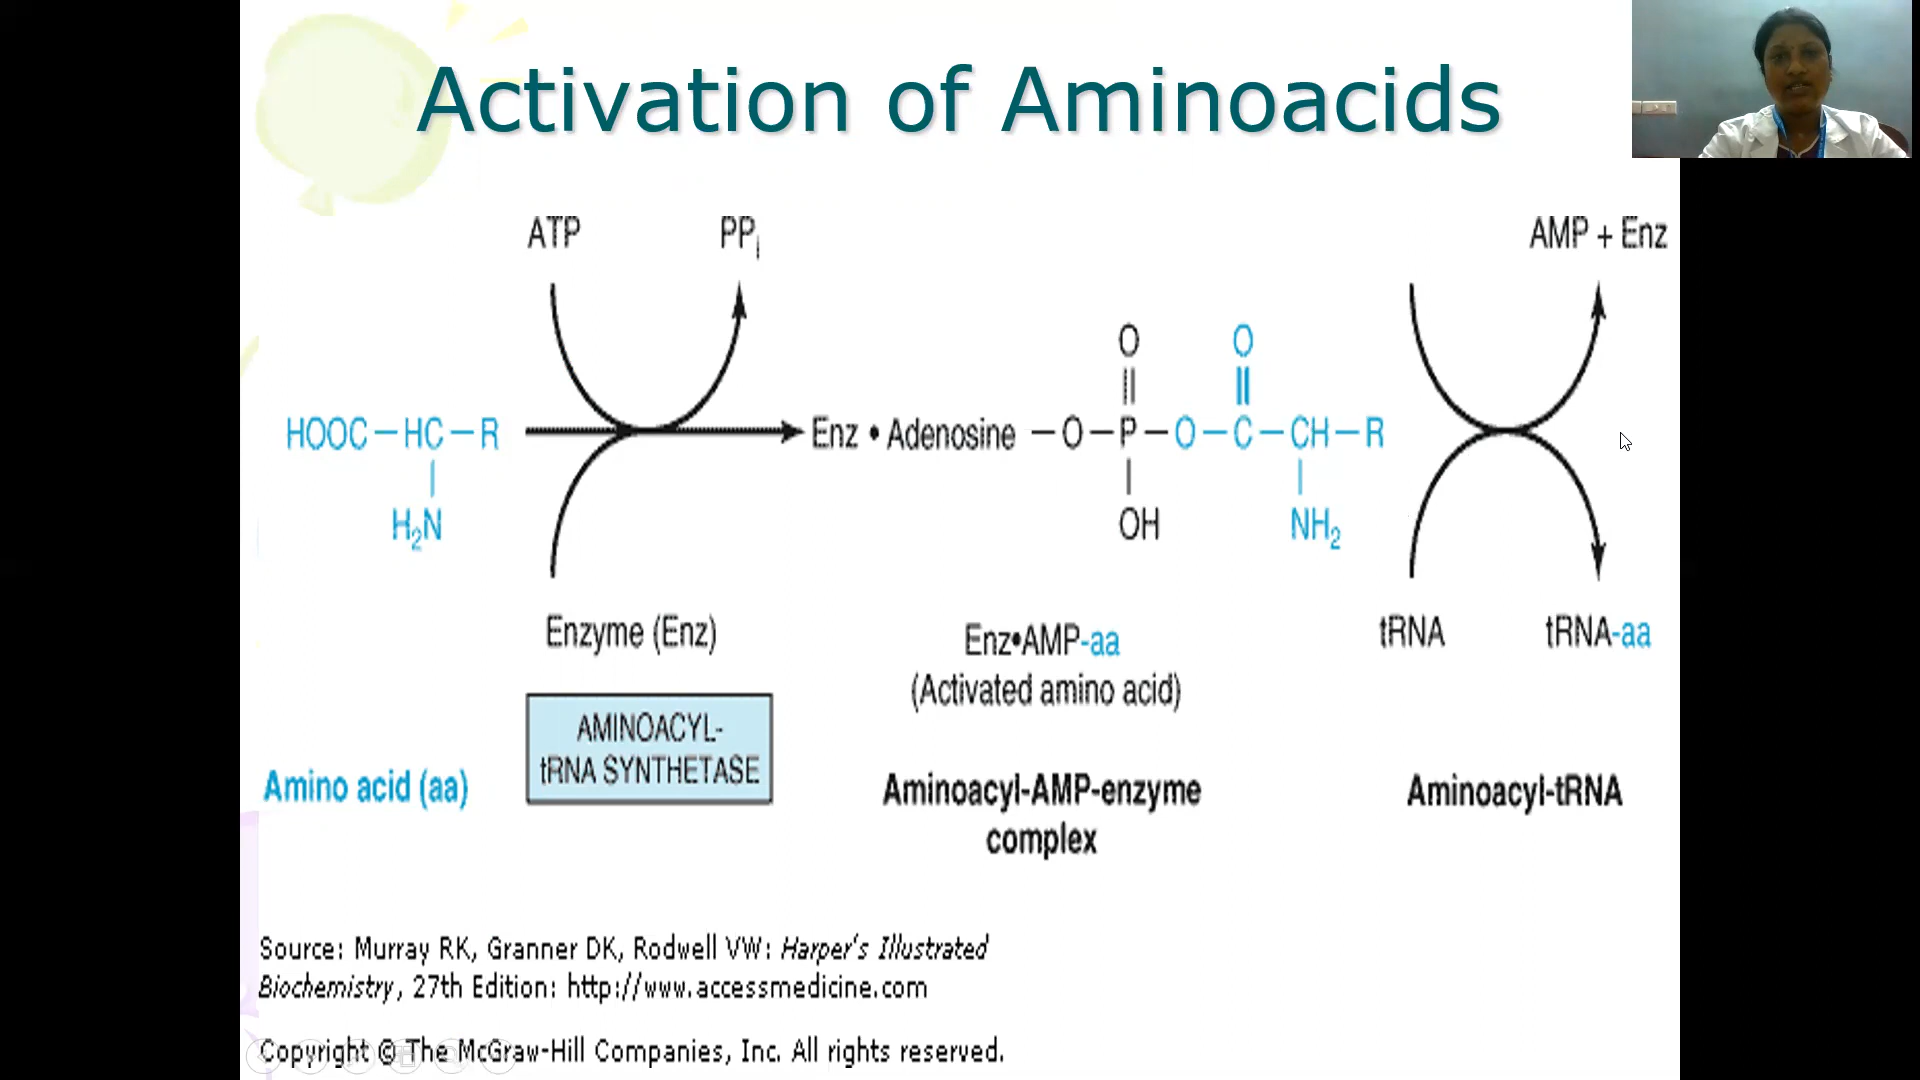 Activation of Aminoacids
ATP
PPi
AMP + Enz
O
O
HOOC—HC—R
Enz • Adenosine —O—P—O—C—CH—R
H2N
OH
NH2
Enzyme (Enz)
Enz•AMP-aa
tRNA
tRNA-aa
(Activated amino acid)
AMINOACYL-
tRNA SYNTHETASE
Amino acid (aa)
Aminoacyl-AMP-enzyme
complex
Aminoacyl-tRNA
Source: Murray RK, Granner DK, Rodwell VW: Harper's Illustrated
Biochemistry, 27th Edition: http://www.accessmedicine.com
Copyright © The McGraw-Hill Companies, Inc. All rights reserved.